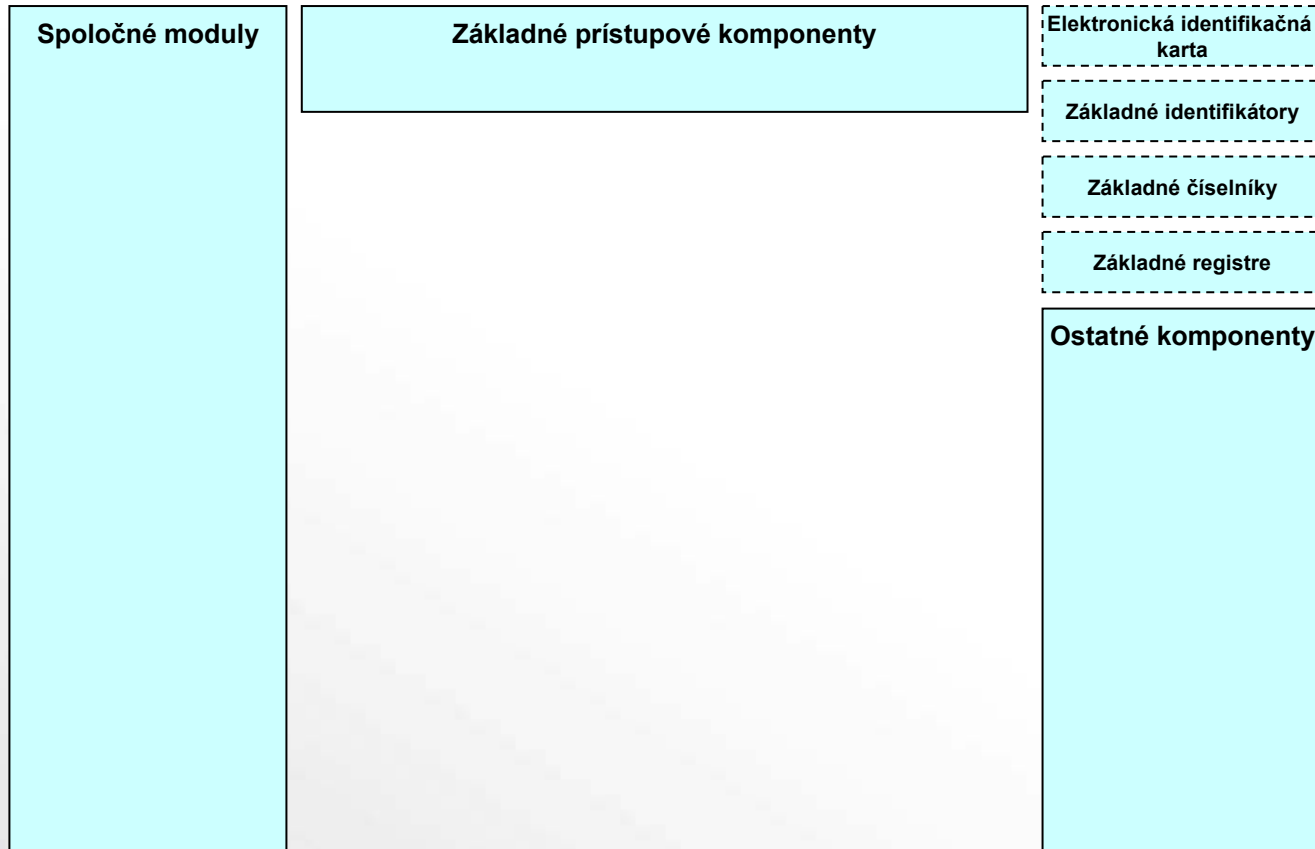 Spoločné moduly
Základné prístupové komponenty
Elektronická identifikačná
karta
Základné identifikátory
Základné číselníky
Základné registre
Ostatné komponenty